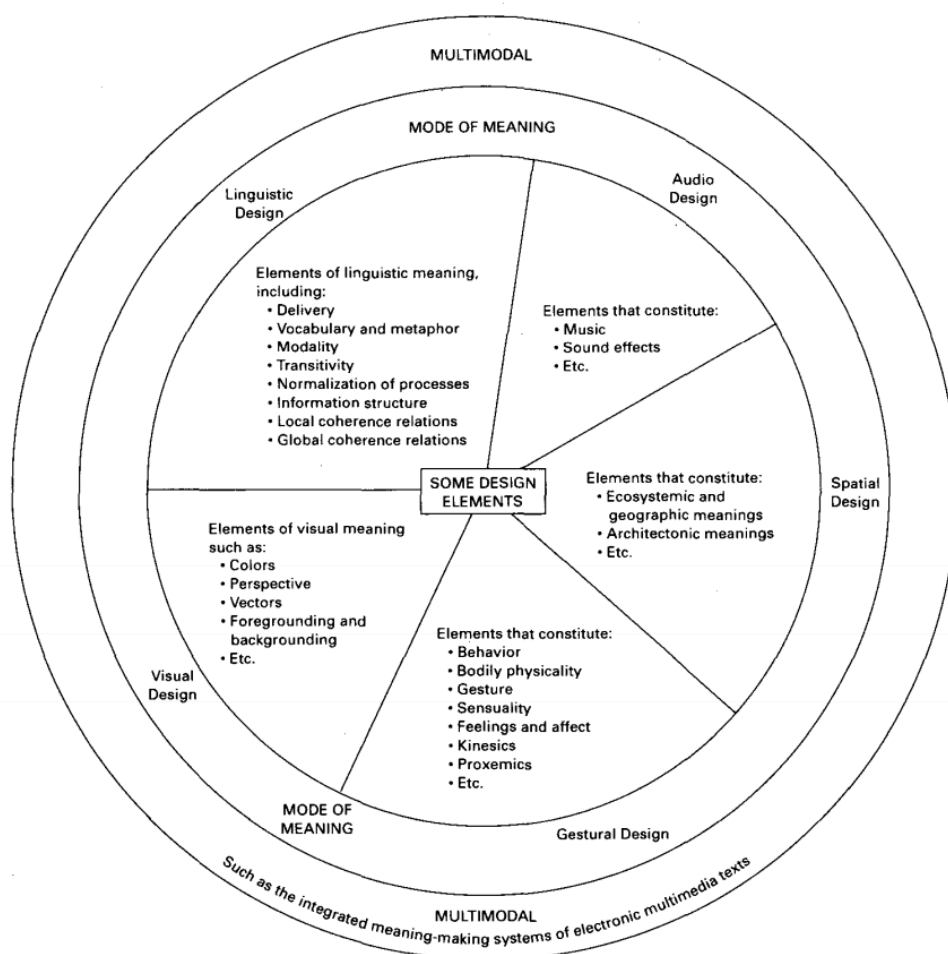 MULTIMODAL
MODE OF MEANING
Linguistic
Design
Audio
Design
Elements of linguistic meaning,
including:
• Delivery
• Vocabulary and metaphor
• Modality
• Transitivity
• Normalization of processes
• Information structure
• Local coherence relations
• Global coherence relations
Elements that constitute:
• Music
• Sound effects
• Etc.
SOME DESIGN
ELEMENTS
Elements that constitute:
• Ecosystemic and
geographic meanings
• Architectonic meanings
• Etc.
Spatial
Design
Elements of visual meaning
such as:
• Colors
• Perspective
• Vectors
• Foregrounding and
backgrounding
• Etc.
Visual
Design
Elements that constitute:
• Behavior
• Bodily physicality
• Gesture
• Sensuality
• Feelings and affect
• Kinesics
• Proxemics
• Etc.
MODE OF
MEANING
Gestural Design
MULTIMODAL
Such as the integrated meaning-making systems of electronic multimedia texts